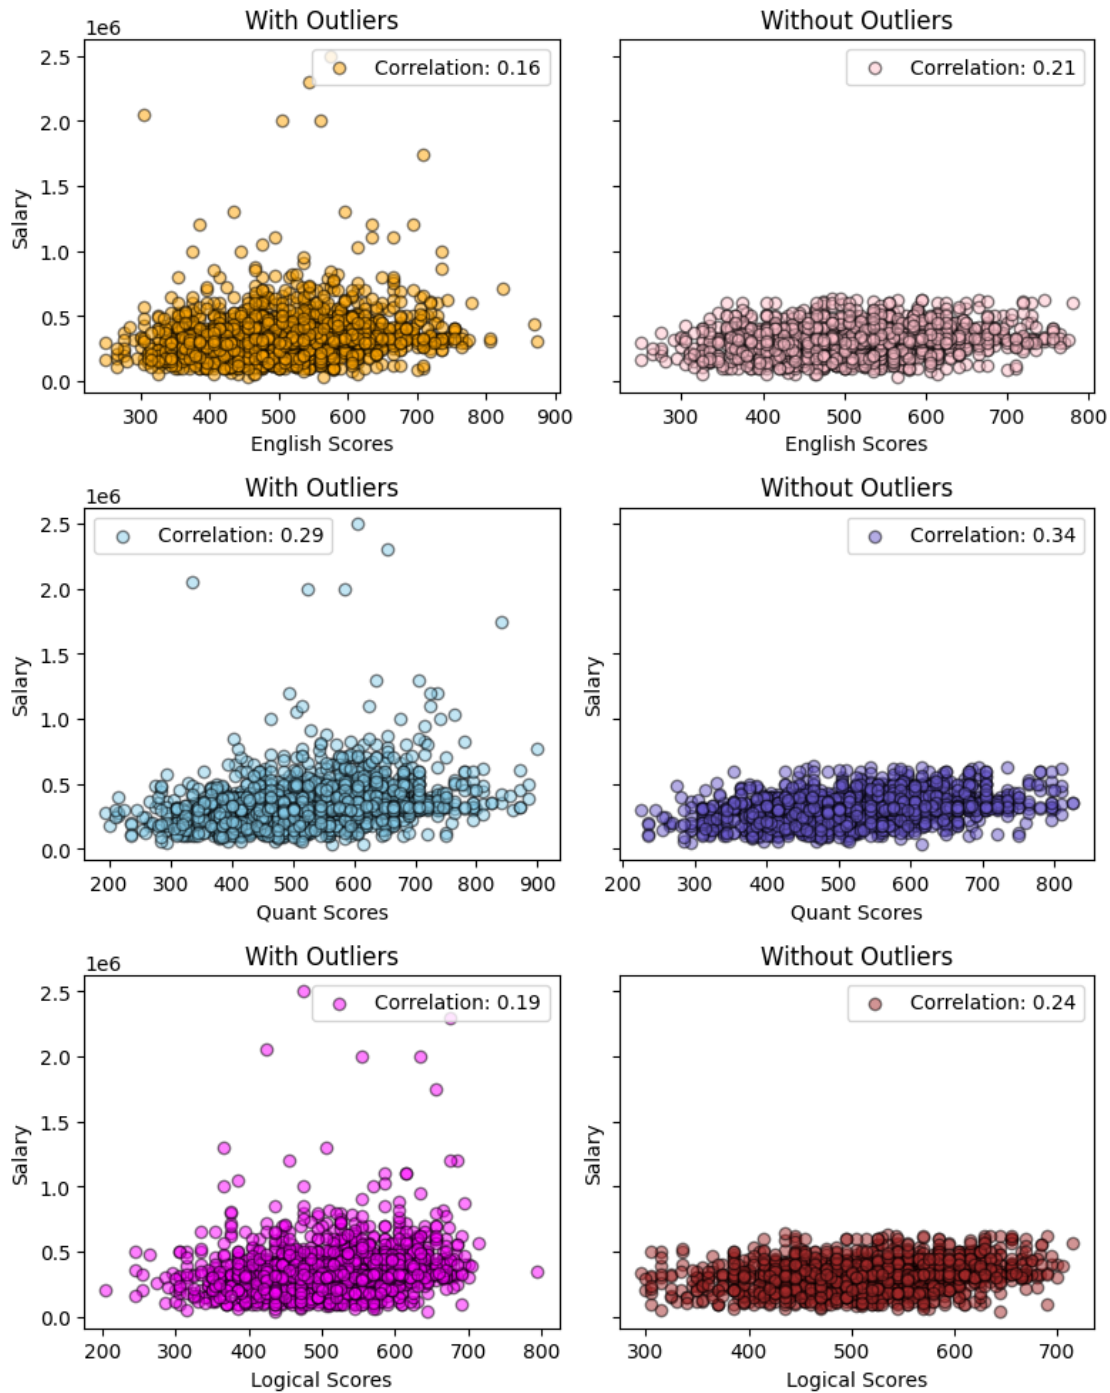 With Outliers
Without Outliers
1e6
Correlation: 0.16
Correlation: 0.21
2.5
2.0
1.5
1.0
0.5
0.0
Salary
300 400 500 600 700 800 900
English Scores
300 400 500 600 700 800
English Scores
With Outliers
Without Outliers
1e6
Correlation: 0.29
Correlation: 0.34
2.5
2.0
1.5
1.0
0.5
0.0
Salary
Salary
200 300 400 500 600 700 800 900
Quant Scores
200 300 400 500 600 700 800
Quant Scores
With Outliers
Without Outliers
1e6
Correlation: 0.19
Correlation: 0.24
2.5
2.0
1.5
1.0
0.5
0.0
Salary
Salary
200 300 400 500 600 700 800
Logical Scores
300 400 500 600 700
Logical Scores